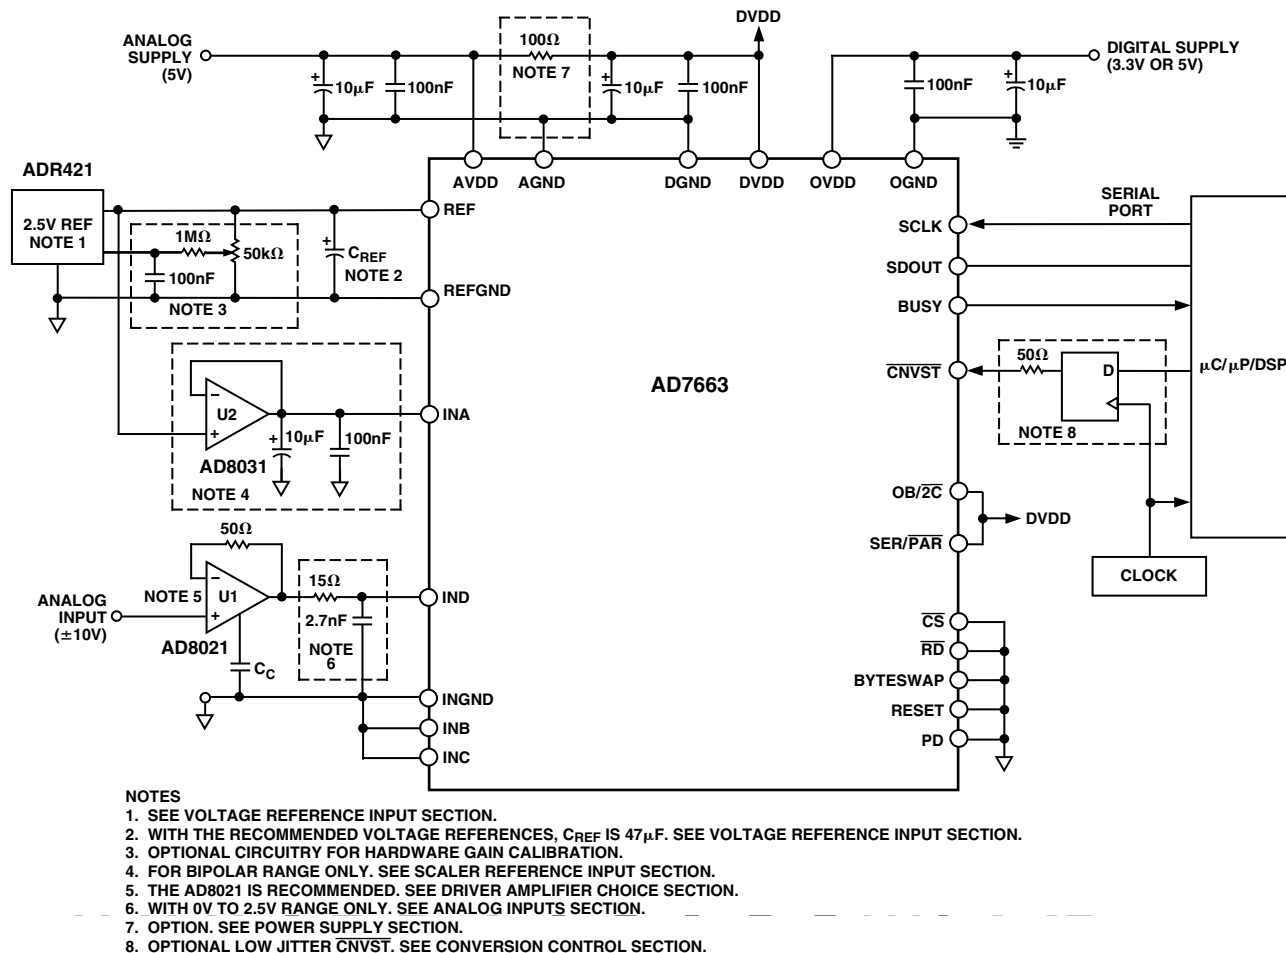 DVDD
ANALOG
SUPPLY
(5V)
100Ω
NOTE 7
DIGITAL SUPPLY
(3.3V OR 5V)
+
10μF
100nF
+
10μF
100nF
100nF
+
10μF
ADR421
AVDD
AGND
DGND
DVDD
OVDD
OGND
2.5V REF
NOTE 1
REF
1MΩ
50kΩ
100nF
NOTE 3
+
CREF
NOTE 2
REFGND
SERIAL
PORT
SCLK
SDOUT
BUSY
CNVST
50Ω
D
NOTE 8
μC/μP/DSP
AD7663
−
U2
+
AD8031
NOTE 4
+
10μF
100nF
INA
OB/2C
DVDD
SER/PAR
CLOCK
50Ω
NOTE 5
−
U1
+
ANALOG
INPUT
(±10V)
AD8021
CC
15Ω
2.7nF
NOTE
6
IND
INGND
INB
INC
CS
RD
BYTESWAP
RESET
PD
NOTES
1. SEE VOLTAGE REFERENCE INPUT SECTION.
2. WITH THE RECOMMENDED VOLTAGE REFERENCES, CREF IS 47μF. SEE VOLTAGE REFERENCE INPUT SECTION.
3. OPTIONAL CIRCUITRY FOR HARDWARE GAIN CALIBRATION.
4. FOR BIPOLAR RANGE ONLY. SEE SCALER REFERENCE INPUT SECTION.
5. THE AD8021 IS RECOMMENDED. SEE DRIVER AMPLIFIER CHOICE SECTION.
6. WITH 0V TO 2.5V RANGE ONLY. SEE ANALOG INPUTS SECTION.
7. OPTION. SEE POWER SUPPLY SECTION.
8. OPTIONAL LOW JITTER CNVST. SEE CONVERSION CONTROL SECTION.